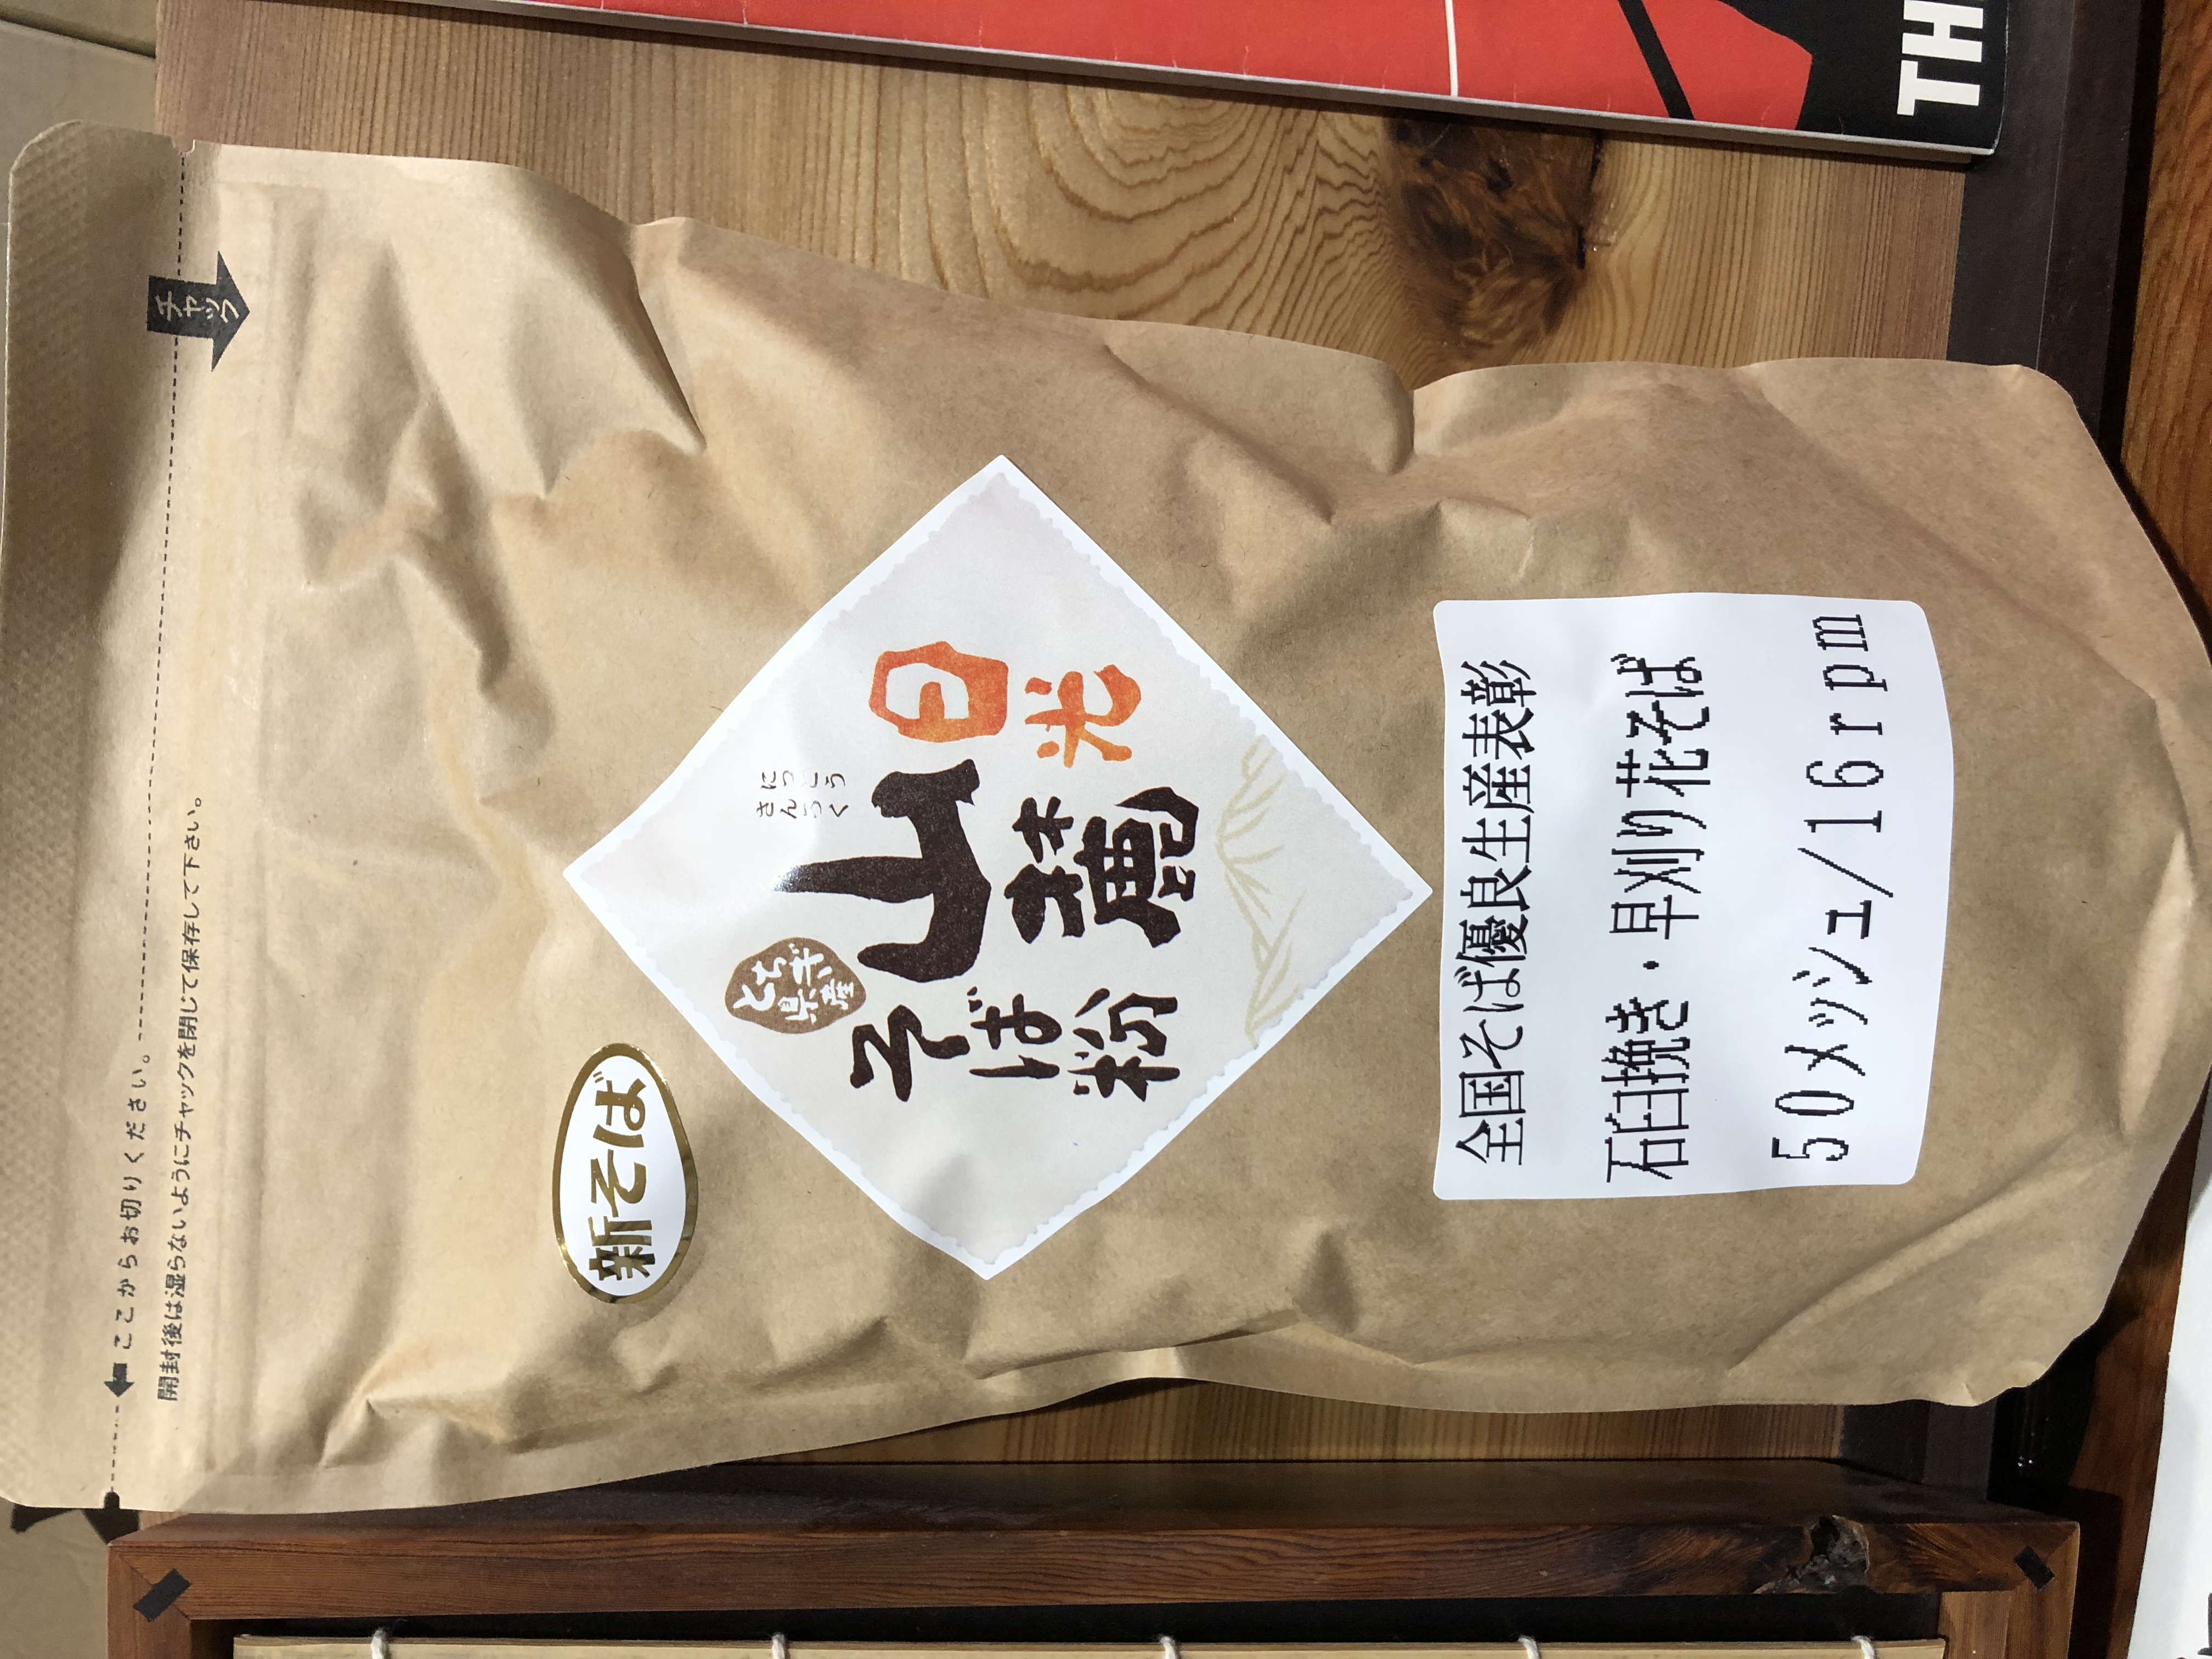 TH
チャック
ここからお切りください。
開封後は湿らないようにチャックを閉じて保存して下さい。
新そば
とちぎ
県産
にっこう
さんろく
日光
山麓
そば粉
全国そば優良生産表彰
石臼挽き・早刈り花そば
50メッシュ/16rpm